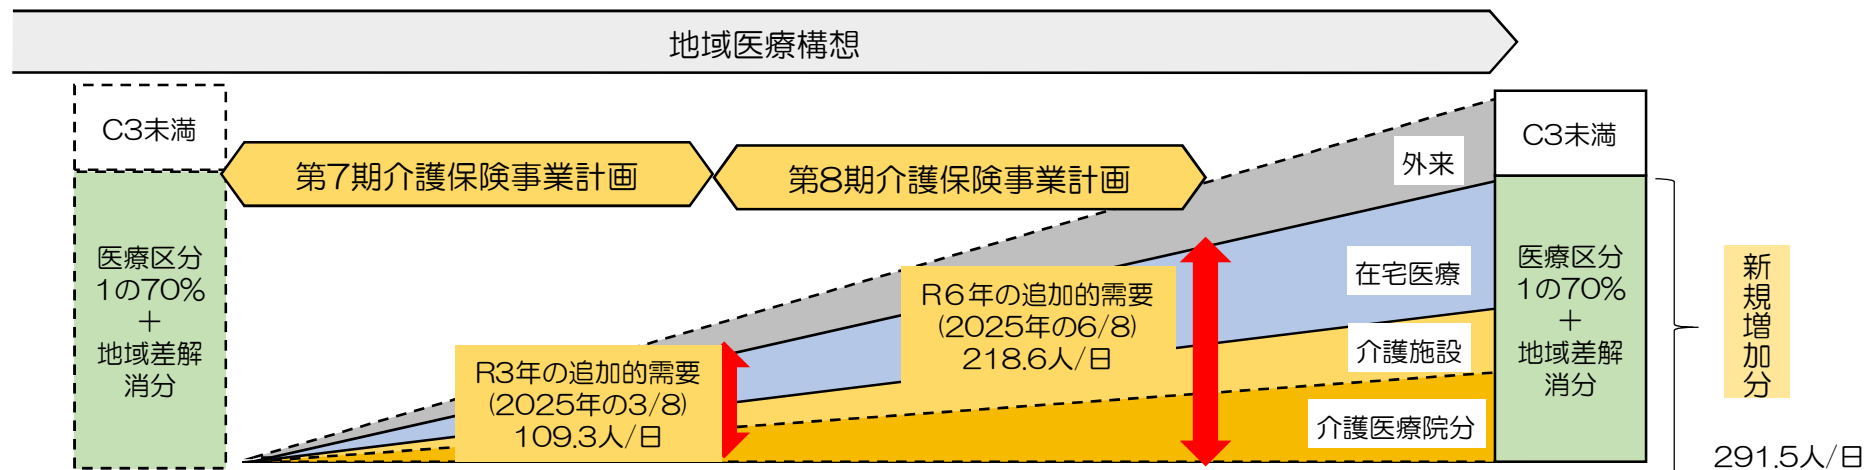 地域医療構想
C3未満
第7期介護保険事業計画
第8期介護保険事業計画
外来
C3未満
医療区分
1の70%
＋
地域差解
消分
R3年の追加的需要
(2025年の3/8)
109.3人/日
R６年の追加的需要
(2025年の6/8)
218.6人/日
在宅医療
介護施設
介護医療院分
医療区分
1の70%
＋
地域差解
消分
新規増加分
291.5人/日